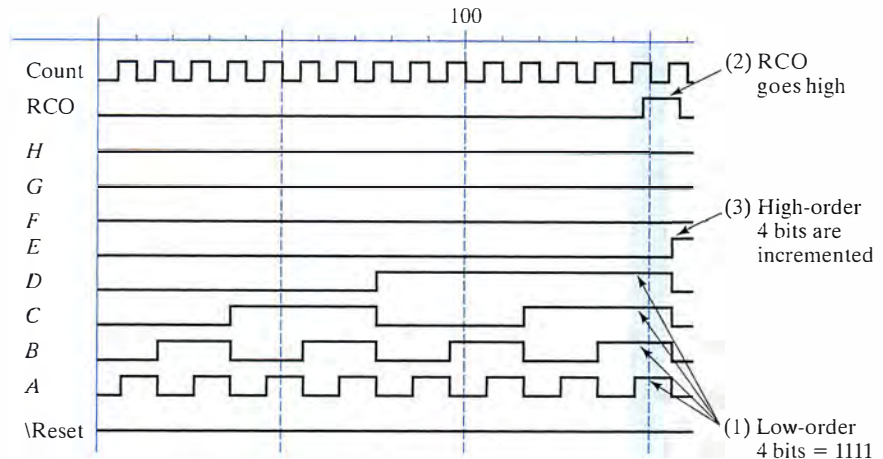 100
Count
(2) RCO
goes high
RCO
H
G
F
(3) High-order
4 bits are
incremented
E
D
C
B
A
\Reset
(1) Low-order
4 bits = 1111